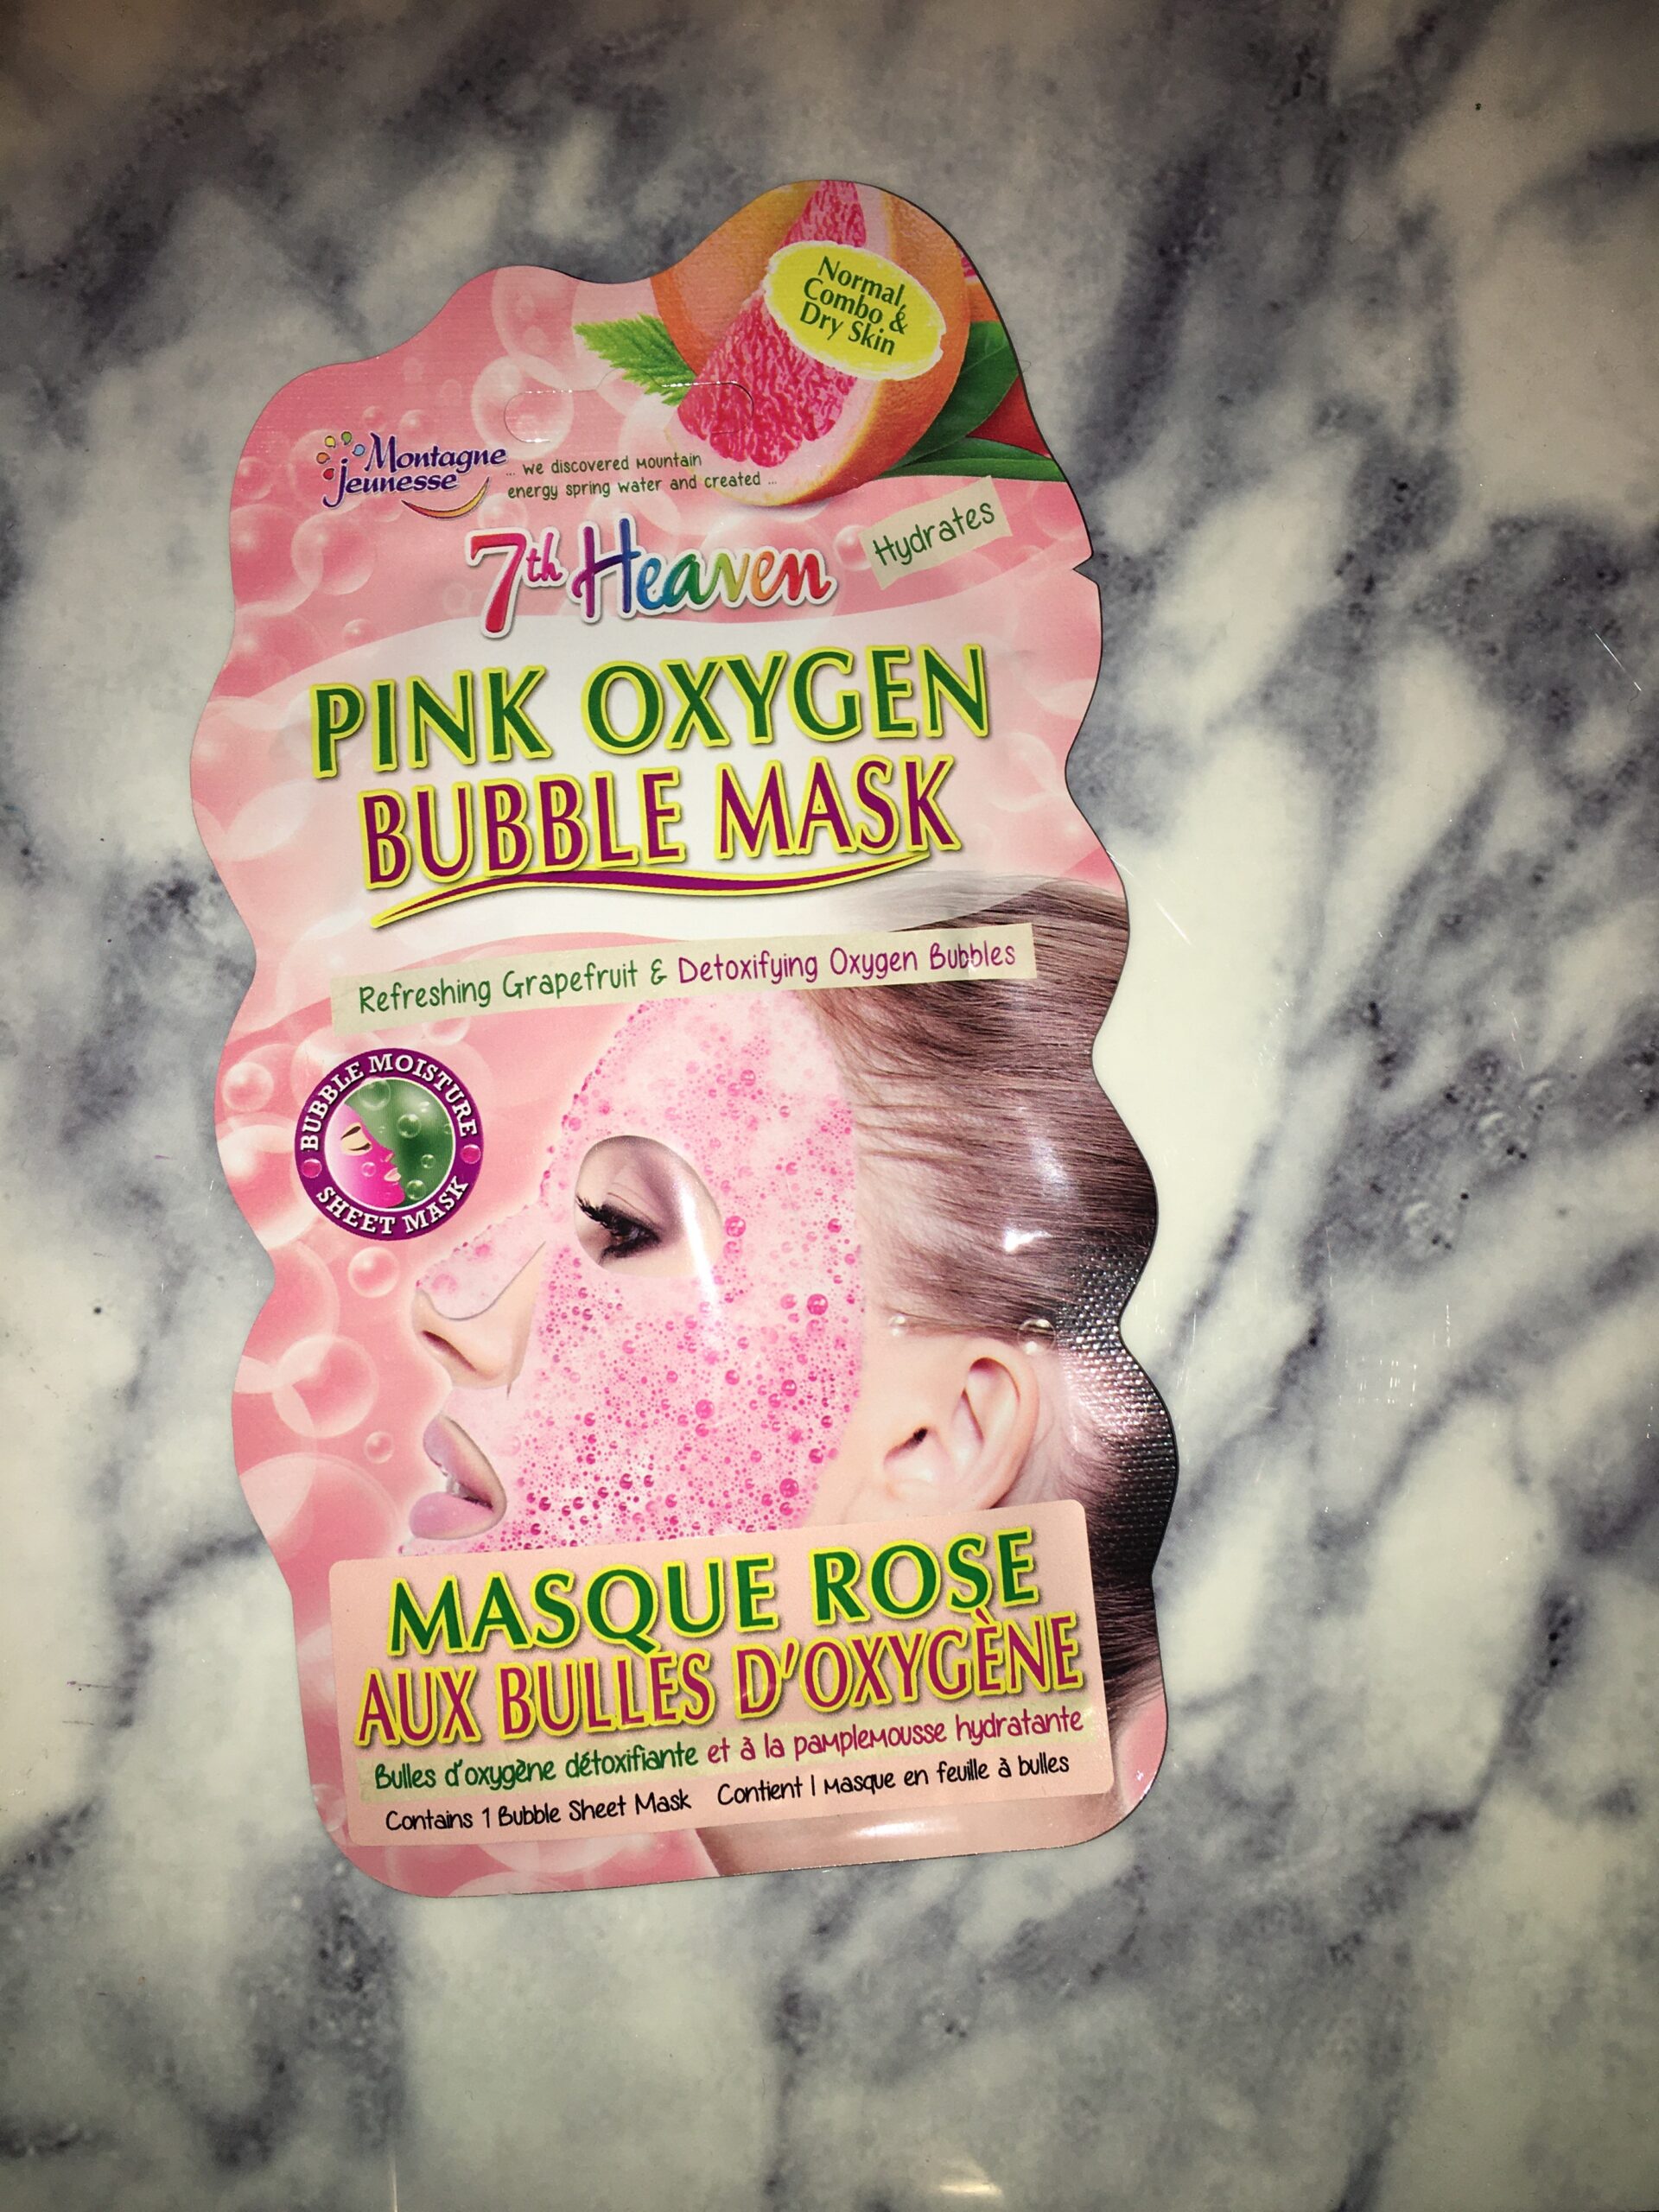 Normal,
Combo &
Dry Skin
Montagne
Jeunesse
... we discovered mountain
energy spring water and created ...
7th Heaven
Hydrates
PINK OXYGEN
BUBBLE MASK
Refreshing Grapefruit & Detoxifying Oxygen Bubbles
BUBBLE MOISTURE
SHEET MASK
MASQUE ROSE
AUX BULLES D'OXYGÈNE
Bulles d'oxygène détoxifiante et à la pamplemousse hydratante
Contains 1 Bubble Sheet Mask Contient 1 masque en feuille à bulles